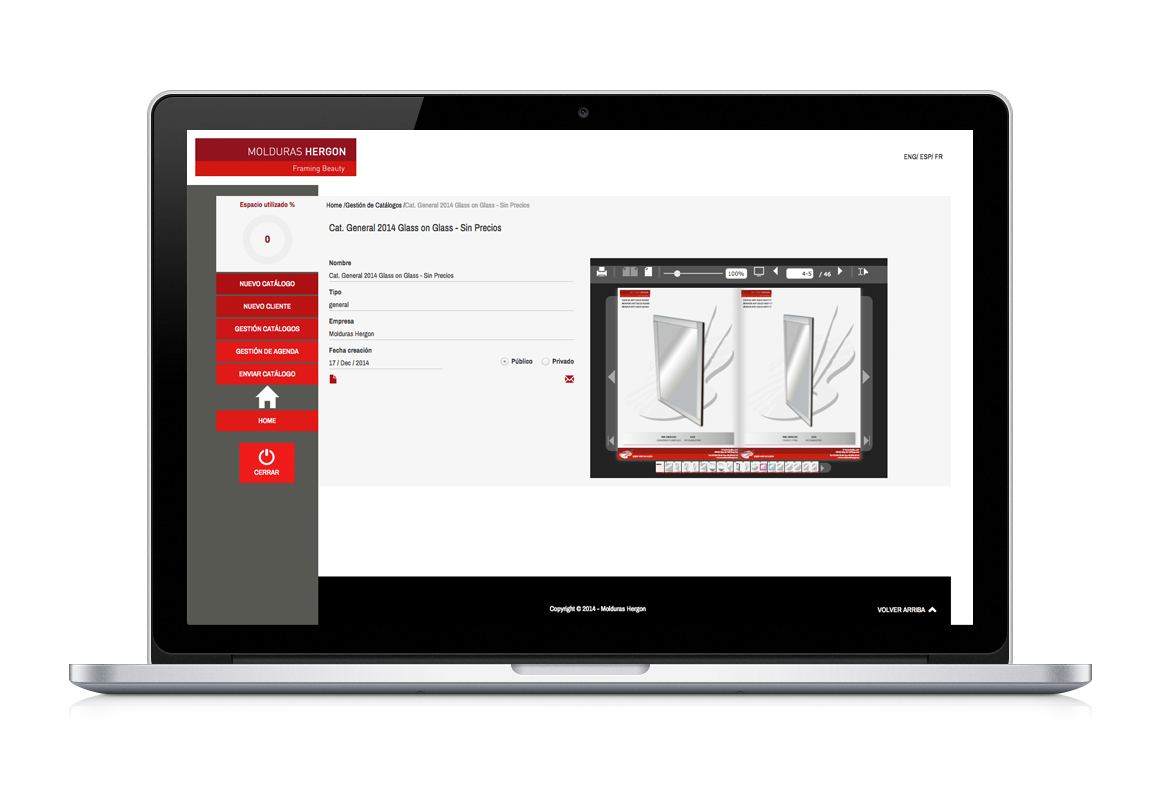 MOLDURAS HERGON
Framing Beauty
ENG/ ESP/ FR
Espacio utilizado %
0
NUEVO CATÁLOGO
NUEVO CLIENTE
GESTIÓN CATÁLOGOS
GESTIÓN DE AGENDA
ENVIAR CATÁLOGO
HOME
CERRAR
Home /Gestión de Catálogos /Cat. General 2014 Glass on Glass - Sin Precios
Cat. General 2014 Glass on Glass - Sin Precios
Nombre
Cat. General 2014 Glass on Glass - Sin Precios
Tipo
general
Empresa
Molduras Hergon
Fecha creación
17 / Dec / 2014
Público Privado
100% 4-5 / 46
Copyright © 2014 - Molduras Hergon
VOLVER ARRIBA